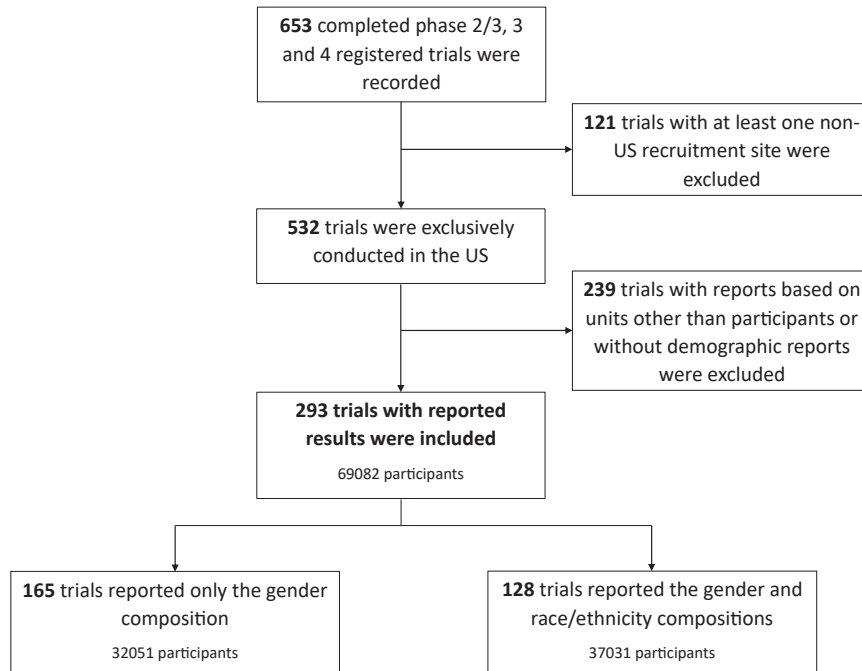 653 completed phase 2/3, 3
and 4 registered trials were
recorded
121 trials with at least one non-
US recruitment site were
excluded
532 trials were exclusively
conducted in the US
239 trials with reports based on
units other than participants or
without demographic reports
were excluded
293 trials with reported
results were included
69082 participants
165 trials reported only the gender
composition
32051 participants
128 trials reported the gender and
race/ethnicity compositions
37031 participants